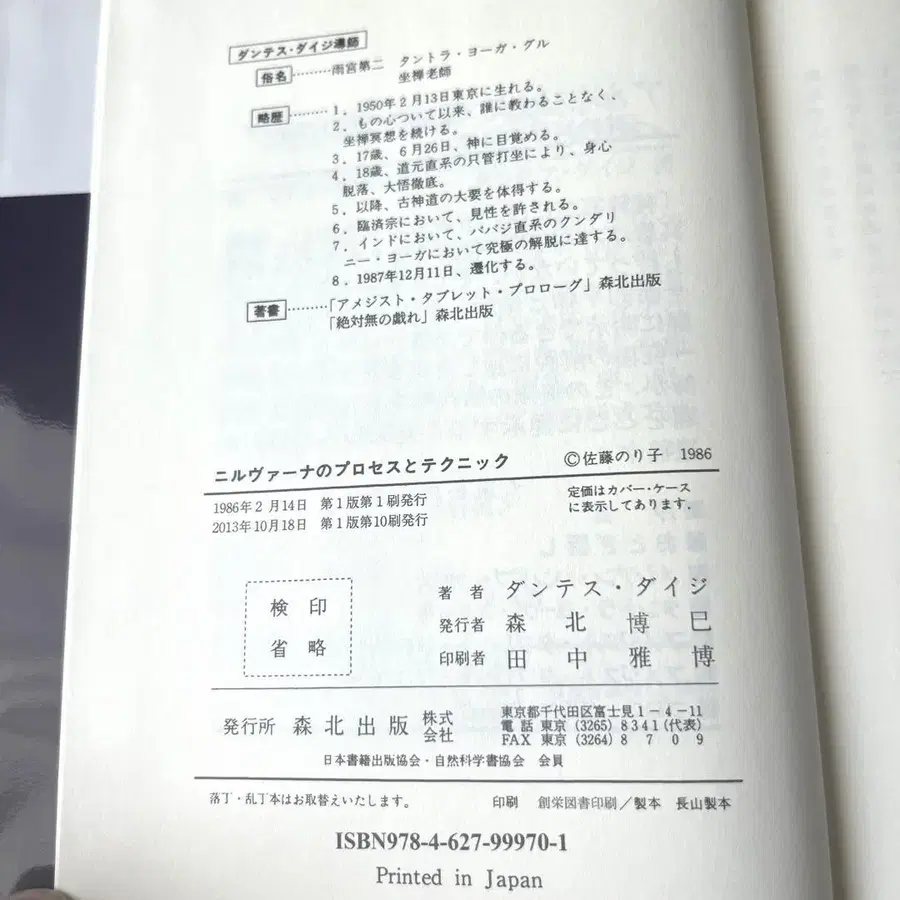 ダンテス・ダイジ導師
俗名………雨宮第二 タントラ・ヨーガ・グル
坐禅老師
略歴………1．1950年2月13日東京に生れる。
2．もの心ついて以来、誰に教わることなく、
坐禅冥想を続ける。
3．17歳、6月26日、神に目覚める。
4．18歳、道元直系の只管打坐により、身心
脱落、大悟徹底。
5．以降、古神道の大要を体得する。
6．臨済宗において、見性を許される。
7．インドにおいて、ババジ直系のクンダリ
ニー・ヨーガにおいて究極の解脱に達する。
8．1987年12月11日、遷化する。
著書………「アメジスト・タブレット・プロローグ」森北出版
「絶対無の戯れ」森北出版
ニルヴァーナのプロセスとテクニック ©佐藤のり子 1986
1986年2月14日 第1版第1刷発行
2013年10月18日 第1版第10刷発行
定価はカバー・ケース
に表示してあります．
検印
省略
著者 ダンテス・ダイジ
発行者 森北博巳
印刷者 田中雅博
発行所 森北出版 株式会社
東京都千代田区富士見1-4-11
電話 東京 (3265) 8341 (代表)
FAX 東京 (3264) 8709
日本書籍出版協会・自然科学書協会 会員
落丁・乱丁本はお取替えいたします。 印刷 創栄図書印刷／製本 長山製本
ISBN978-4-627-99970-1
Printed in Japan